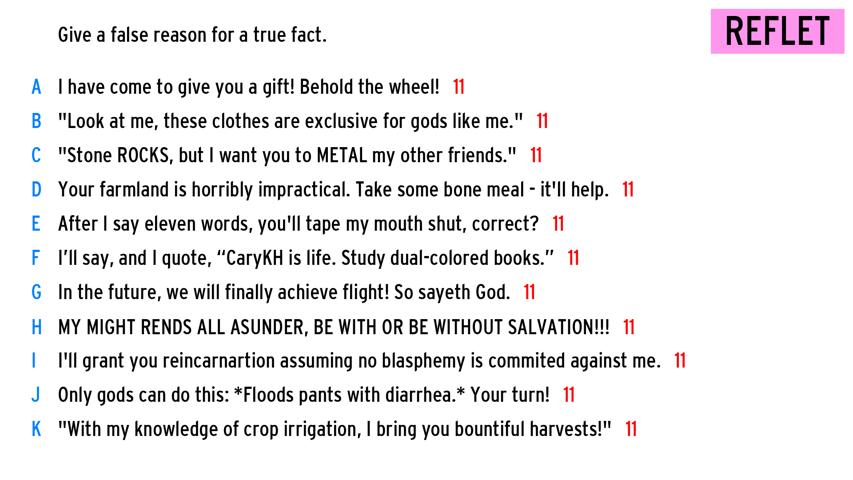 Give a false reason for a true fact.
REFLET
A I have come to give you a gift! Behold the wheel! 11
B "Look at me, these clothes are exclusive for gods like me." 11
C "Stone ROCKS, but I want you to METAL my other friends." 11
D Your farmland is horribly impractical. Take some bone meal - it'll help. 11
E After I say eleven words, you'll tape my mouth shut, correct? 11
F I’ll say, and I quote, “CaryKH is life. Study dual-colored books.” 11
G In the future, we will finally achieve flight! So sayeth God. 11
H MY MIGHT RENDS ALL ASUNDER, BE WITH OR BE WITHOUT SALVATION!!! 11
I I'll grant you reincarnartion assuming no blasphemy is commited against me. 11
J Only gods can do this: *Floods pants with diarrhea.* Your turn! 11
K "With my knowledge of crop irrigation, I bring you bountiful harvests!" 11